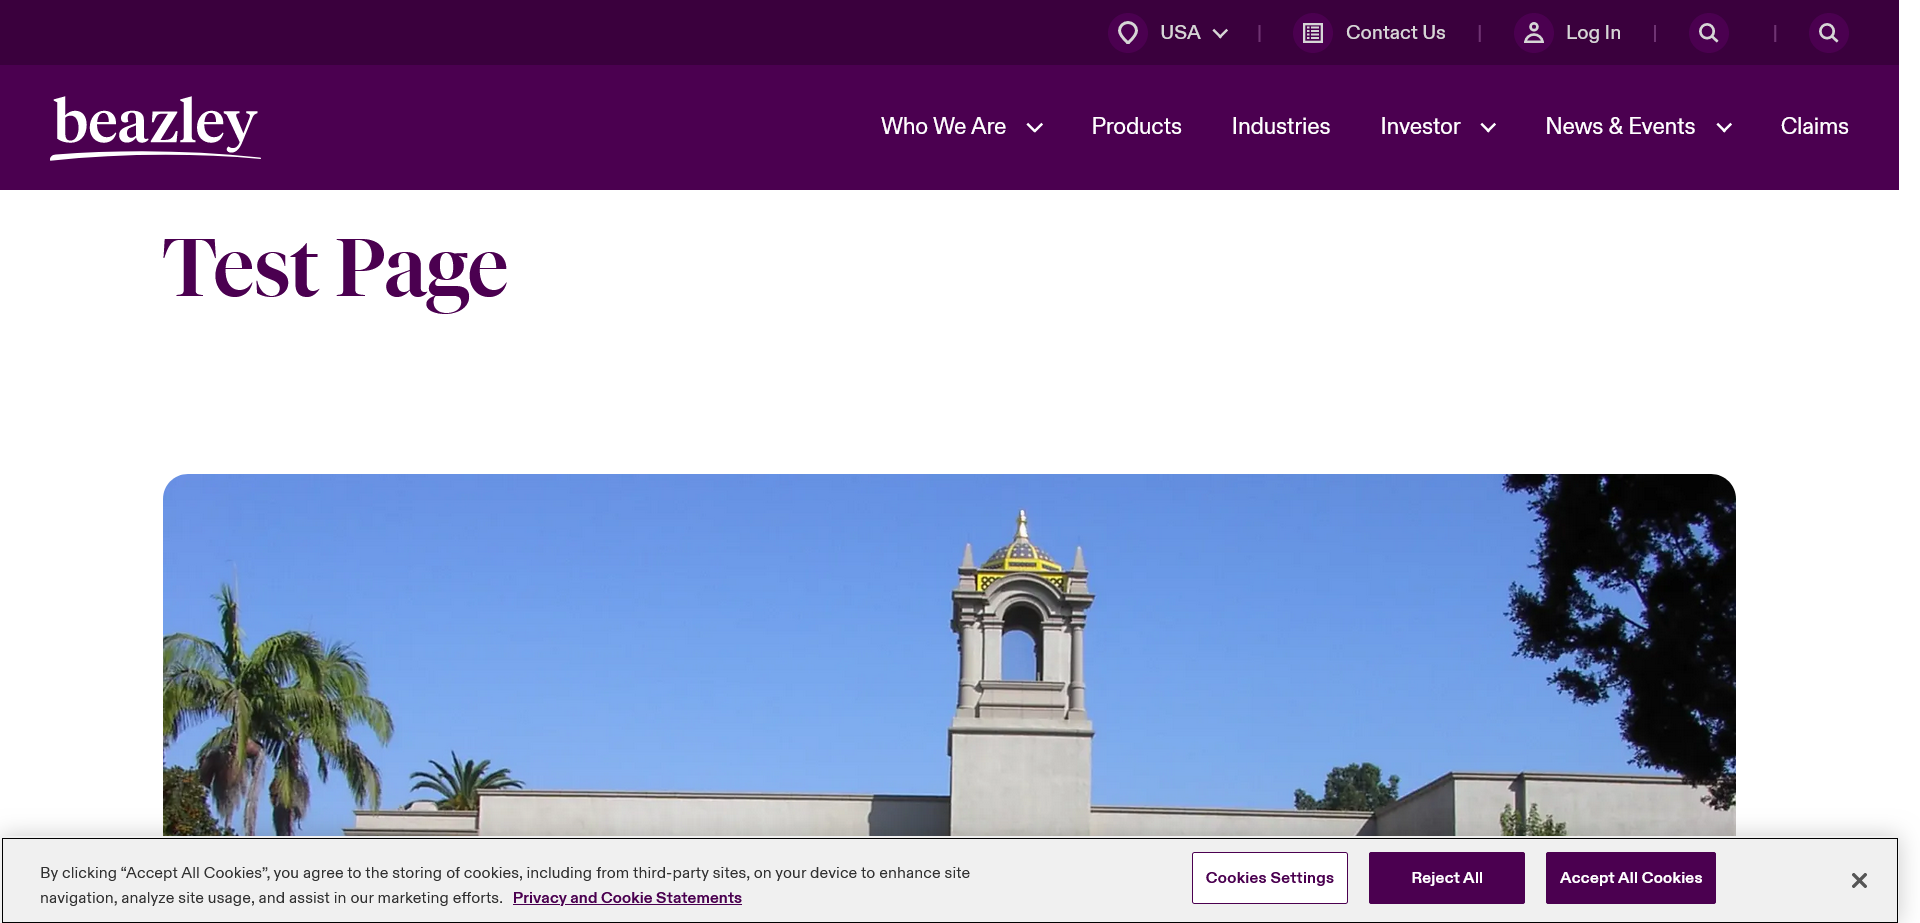 USA
Contact Us
Log In
beazley
Who We Are
Products
Industries
Investor
News & Events
Claims
Test Page
By clicking “Accept All Cookies”, you agree to the storing of cookies, including from third-party sites, on your device to enhance site
navigation, analyze site usage, and assist in our marketing efforts. Privacy and Cookie Statements
Cookies Settings
Reject All
Accept All Cookies